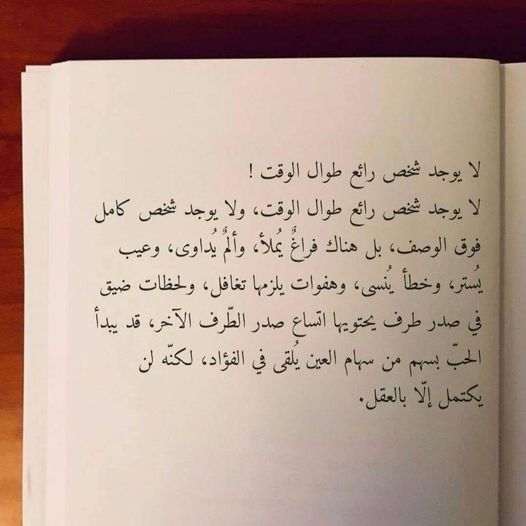 لا يوجد شخص رائع طوال الوقت !
لا يوجد شخص رائع طوال الوقت، ولا يوجد شخص كامل
فوق الوصف، بل هناك فراغٌ يُملأ، وألمٌ يُداوى، وعيب
يُستر، وخطأ يُنسى، وهفوات يلزمها تغافل، ولحظات ضيق
في صدر طرف يحتويها اتساع صدر الطّرف الآخر، قد يبدأ
الحبّ بسهم من سهام العين يُلقى في الفؤاد، لكنّه لن
يكتمل إلّا بالعقل.